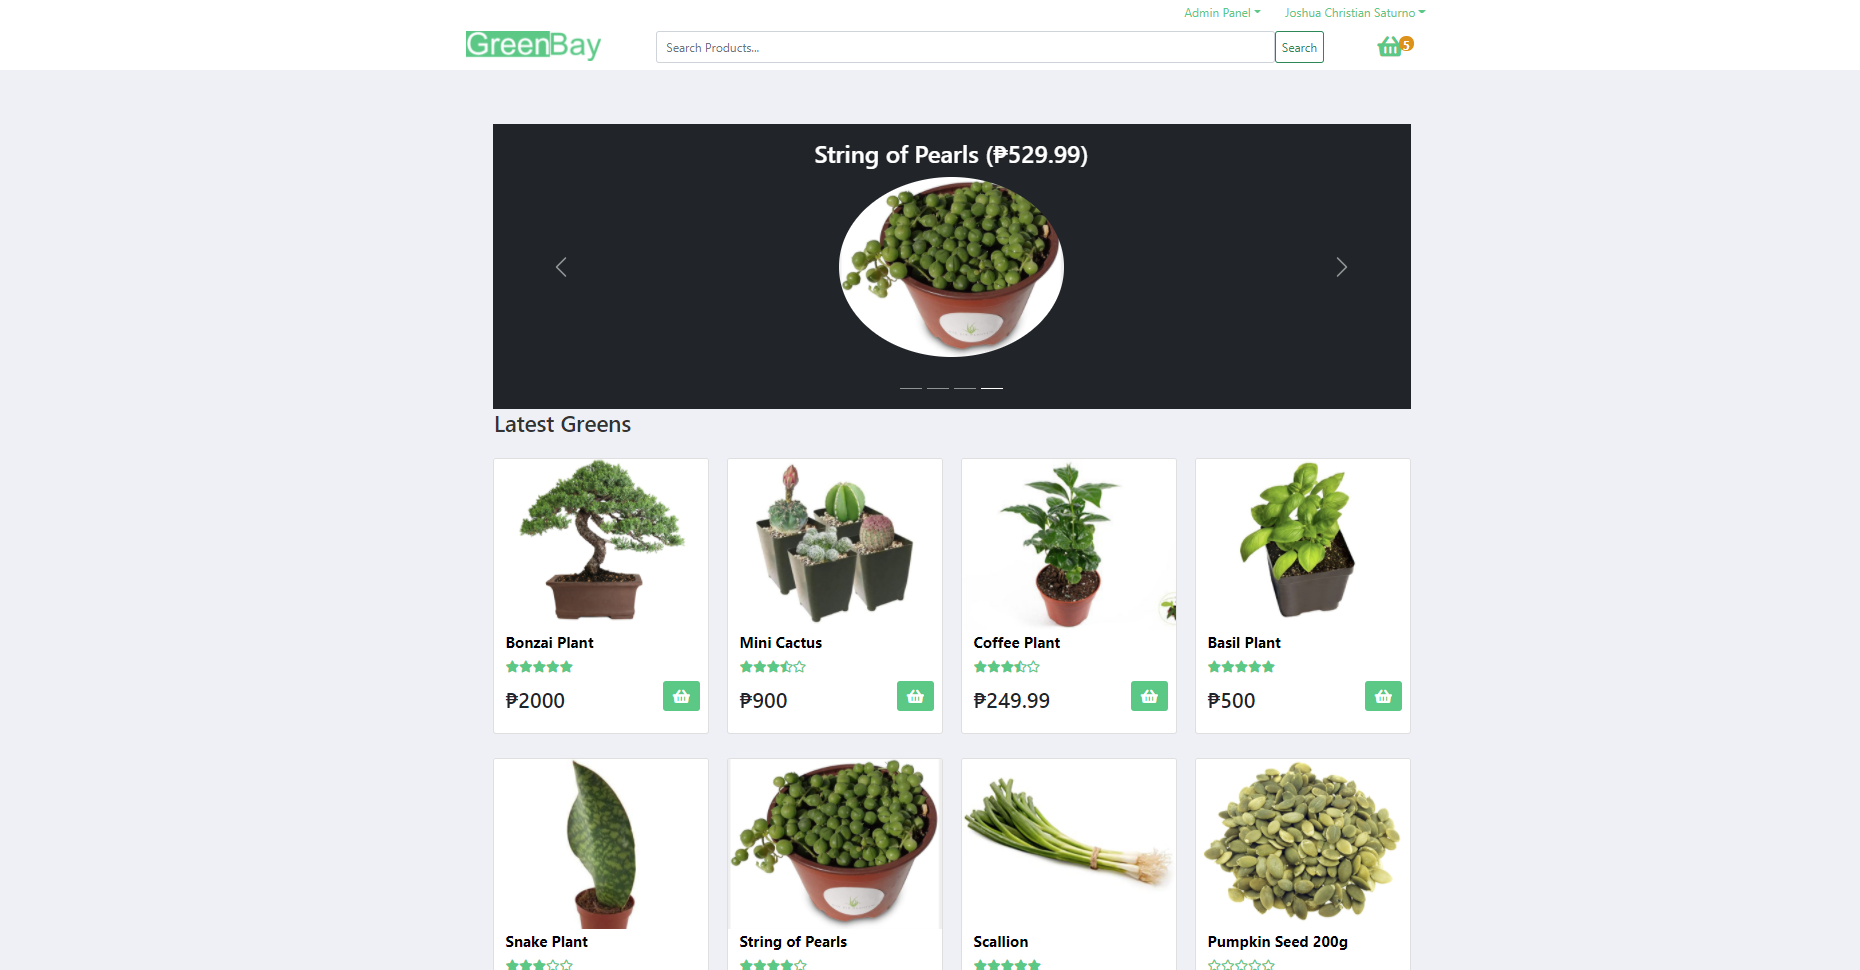 Admin Panel
Joshua Christian Saturno
GreenBay
Search Products...
Search
5
String of Pearls (₱529.99)
Latest Greens
Bonzai Plant
₱2000
Mini Cactus
₱900
Coffee Plant
₱249.99
Basil Plant
₱500
Snake Plant
String of Pearls
Scallion
Pumpkin Seed 200g